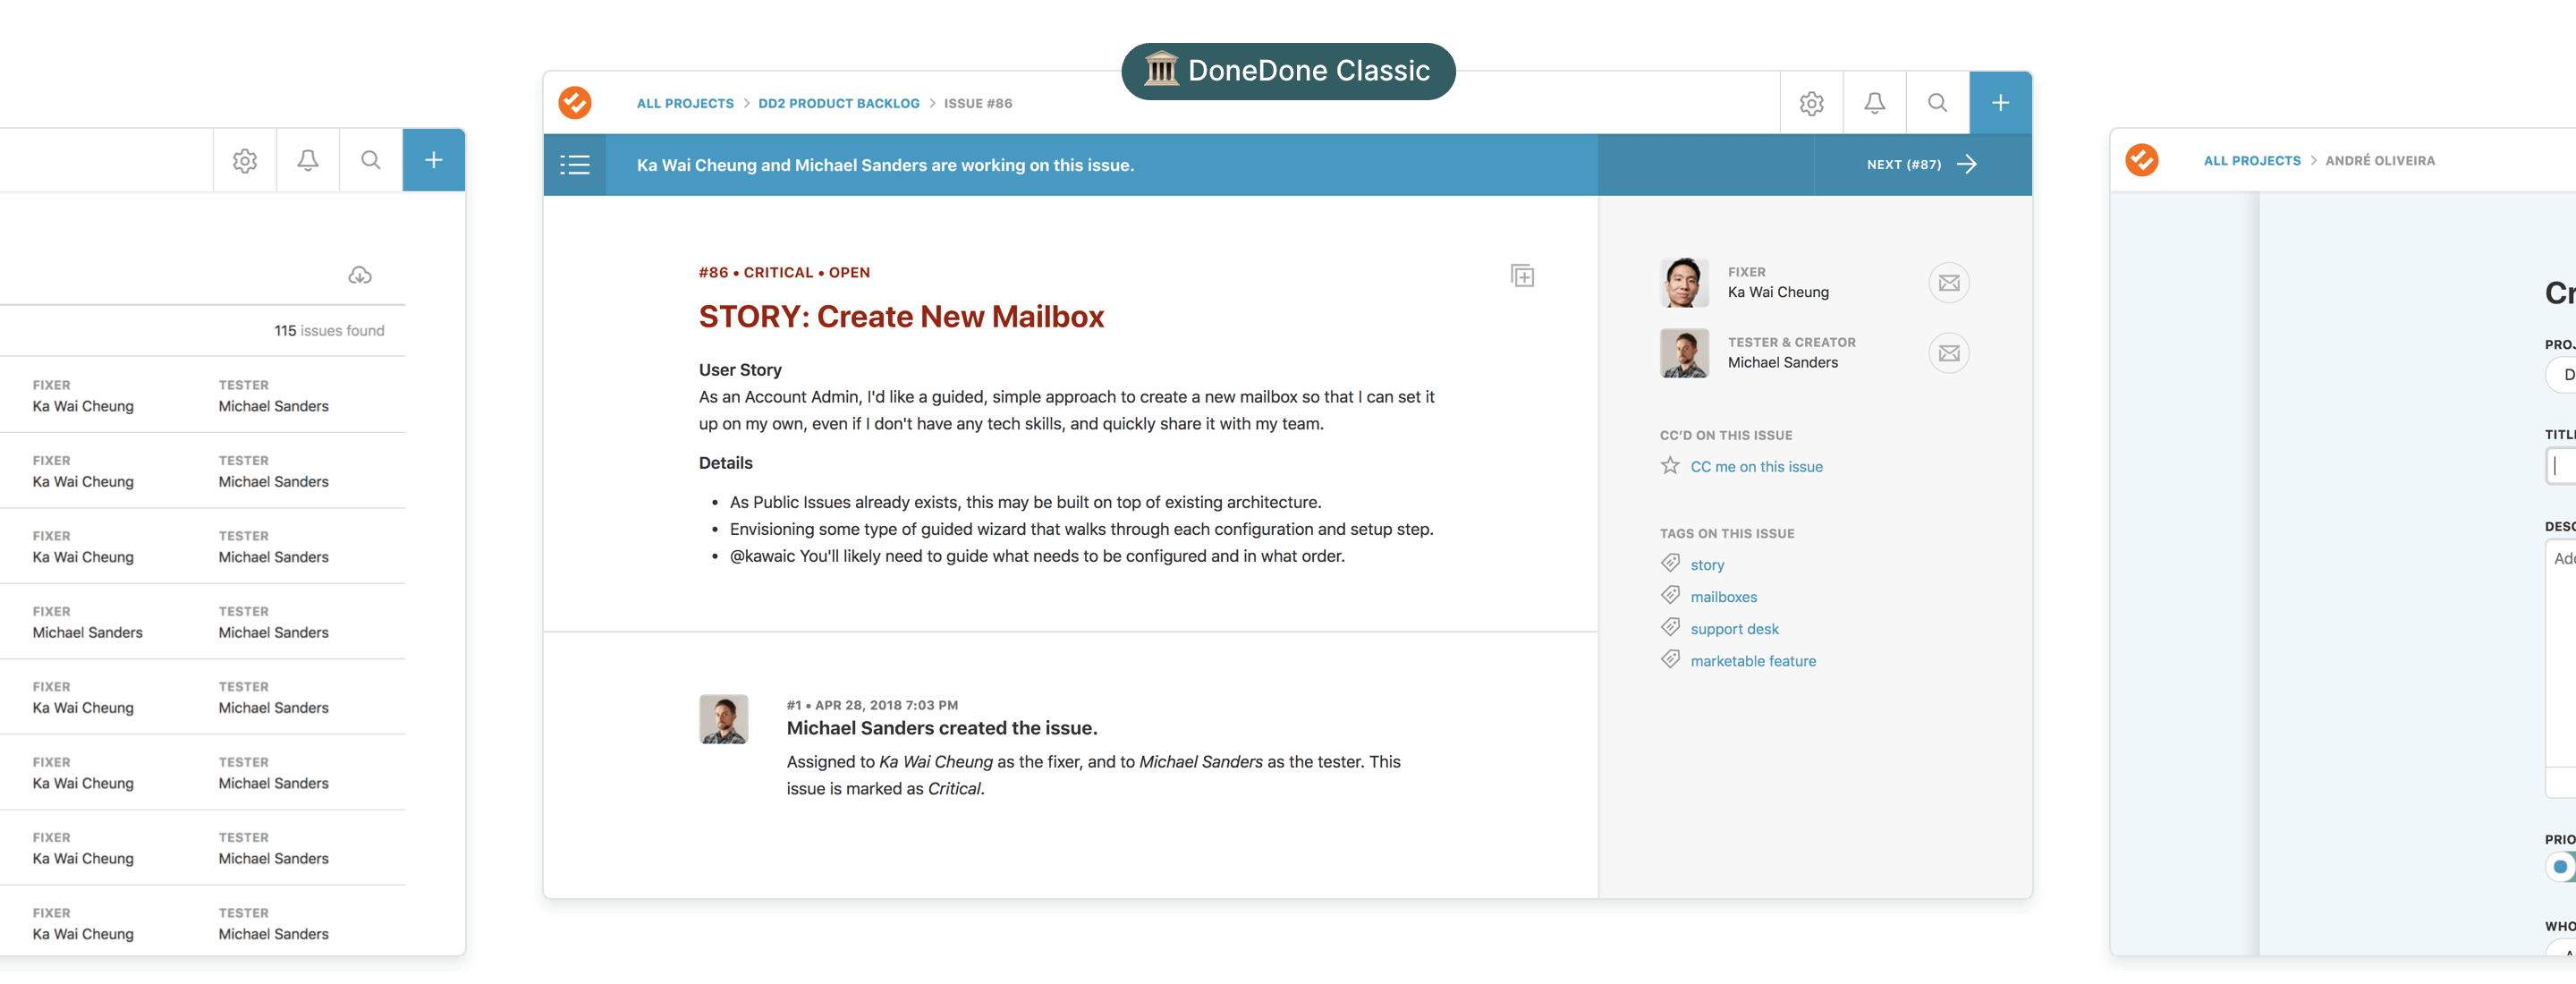 DoneDone Classic
115 issues found
FIXER TESTER
Ka Wai Cheung Michael Sanders
FIXER TESTER
Ka Wai Cheung Michael Sanders
FIXER TESTER
Ka Wai Cheung Michael Sanders
FIXER TESTER
Michael Sanders Michael Sanders
FIXER TESTER
Ka Wai Cheung Michael Sanders
FIXER TESTER
Ka Wai Cheung Michael Sanders
FIXER TESTER
Ka Wai Cheung Michael Sanders
FIXER TESTER
Ka Wai Cheung Michael Sanders
ALL PROJECTS > DD2 PRODUCT BACKLOG > ISSUE #86
Ka Wai Cheung and Michael Sanders are working on this issue.
NEXT (#87)
#86 • CRITICAL • OPEN
STORY: Create New Mailbox
User Story
As an Account Admin, I'd like a guided, simple approach to create a new mailbox so that I can set it
up on my own, even if I don't have any tech skills, and quickly share it with my team.
Details
• As Public Issues already exists, this may be built on top of existing architecture.
• Envisioning some type of guided wizard that walks through each configuration and setup step.
• @kawaic You'll likely need to guide what needs to be configured and in what order.
#1 • APR 28, 2018 7:03 PM
Michael Sanders created the issue.
Assigned to Ka Wai Cheung as the fixer, and to Michael Sanders as the tester. This
issue is marked as Critical.
FIXER
Ka Wai Cheung
TESTER & CREATOR
Michael Sanders
CC'D ON THIS ISSUE
CC me on this issue
TAGS ON THIS ISSUE
story
mailboxes
support desk
marketable feature
ALL PROJECTS > ANDRÉ OLIVEIRA